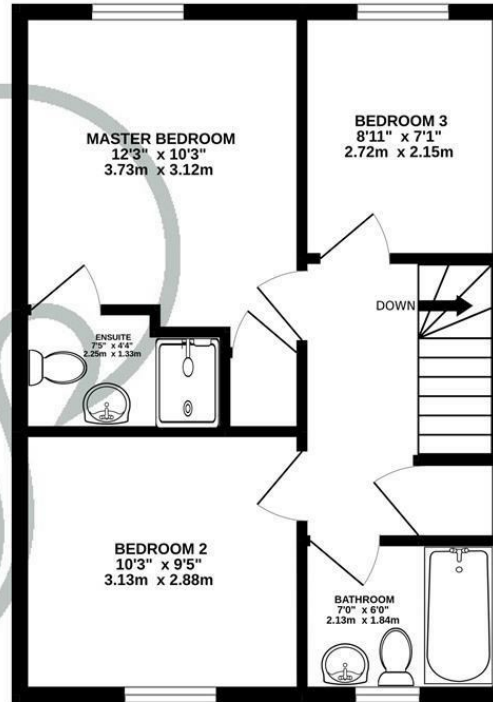 MASTER BEDROOM
12'3" x 10'3"
3.73m x 3.12m
BEDROOM 3
8'11" x 7'1"
2.72m x 2.15m
DOWN
ENSUITE
7'5" x 4'4"
2.25m x 1.33m
BEDROOM 2
10'3" x 9'5"
3.13m x 2.88m
BATHROOM
7'0" x 6'0"
2.13m x 1.84m